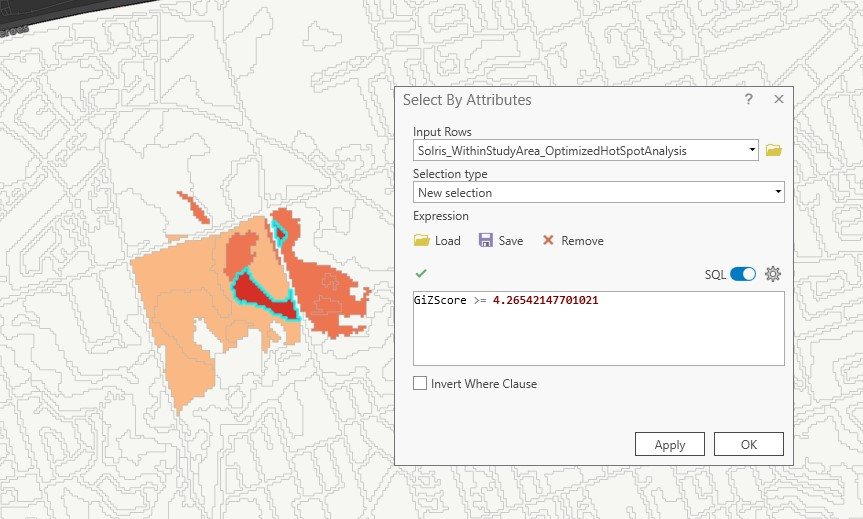 Select By Attributes
Input Rows
Solris_WithinStudyArea_OptimizedHotSpotAnalysis
Selection type
New selection
Expression
Load Save Remove
SQL
GiZScore >= 4.26542147701021
Invert Where Clause
Apply OK